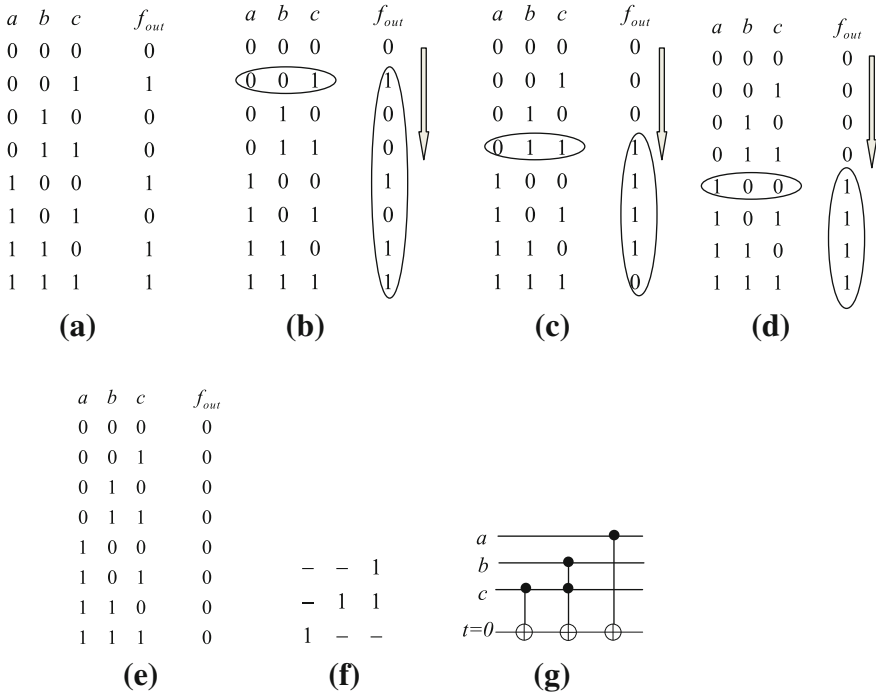 a b c f_out
0 0 0 0
0 0 1 1
0 1 0 0
0 1 1 0
1 0 0 1
1 0 1 0
1 1 0 1
1 1 1 1
(a)
a b c f_out
0 0 0 0
0 0 1 1
0 1 0 0
0 1 1 0
1 0 0 1
1 0 1 0
1 1 0 1
1 1 1 1
(b)
a b c f_out
0 0 0 0
0 0 1 0
0 1 0 0
0 1 1 1
1 0 0 1
1 0 1 1
1 1 0 1
1 1 1 0
(c)
a b c f_out
0 0 0 0
0 0 1 0
0 1 0 0
0 1 1 0
1 0 0 1
1 0 1 1
1 1 0 1
1 1 1 1
(d)
a b c f_out
0 0 0 0
0 0 1 0
0 1 0 0
0 1 1 0
1 0 0 0
1 0 1 0
1 1 0 0
1 1 1 0
(e)
– – 1
– 1 1
1 – –
(f)
a
b
c
t=0
(g)